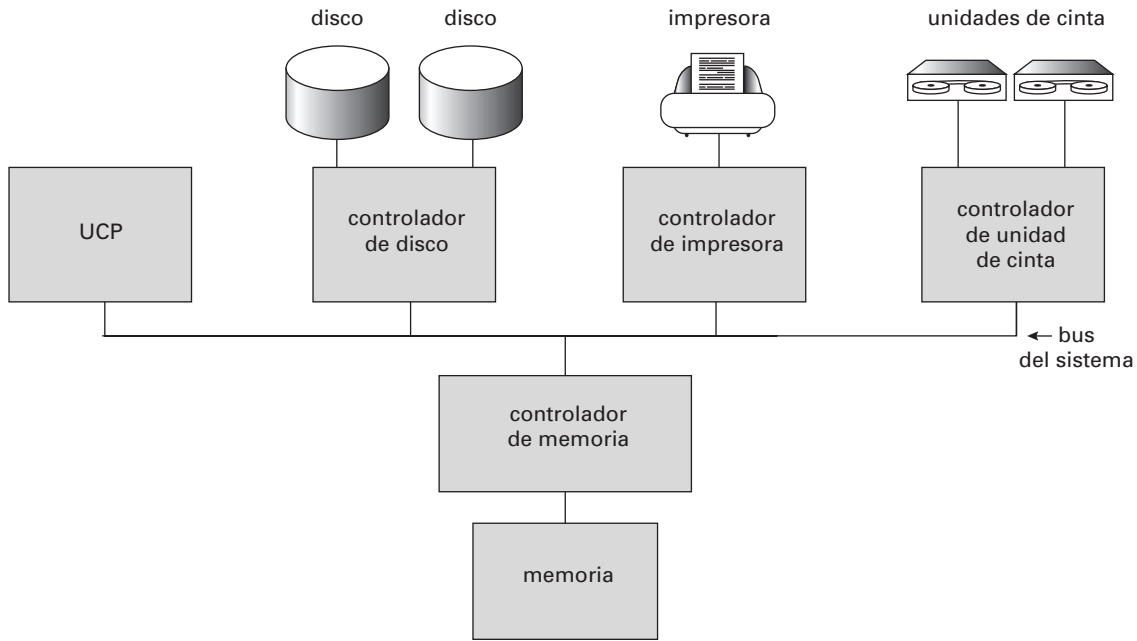 disco
disco
impresora
unidades de cinta
UCP
controlador
de disco
controlador
de impresora
controlador
de unidad
de cinta
bus
del sistema
controlador
de memoria
memoria